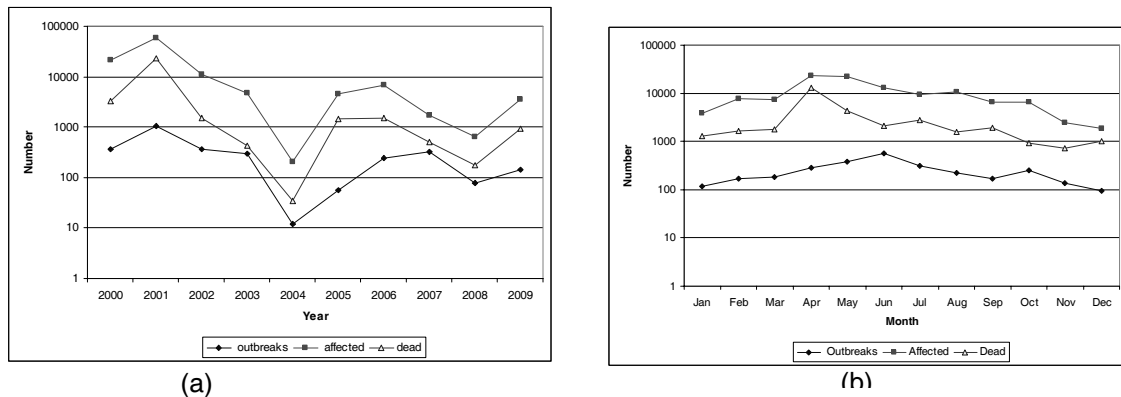 100000
10000
1000
100
10
1
Number
2000 2001 2002 2003 2004 2005 2006 2007 2008 2009
Year
outbreaks affected dead
(a)
100000
10000
1000
100
10
1
Number
Jan Feb Mar Apr May Jun Jul Aug Sep Oct Nov Dec
Month
Outbreaks Affected Dead
(b)